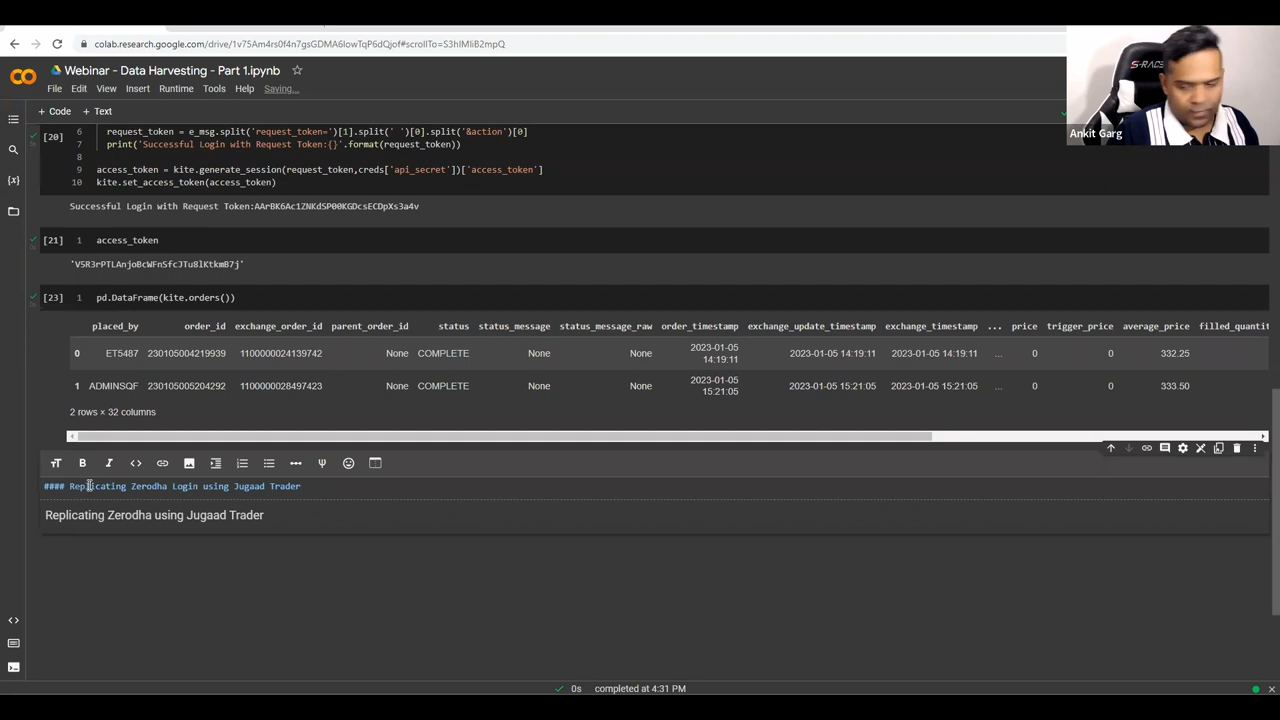 colab.research.google.com/drive/1v75Am4rs0f4n7gsGDMA6lowTqP6dQjof#scrollTo=S3hIMliB2mpQ
Webinar - Data Harvesting - Part 1.ipynb
File Edit View Insert Runtime Tools Help Saving...
+ Code + Text
S-RACER
Ankit Garg
[20] 6 request_token = e_msg.split('request_token=')[1].split(' ')[0].split('&action')[0]
7 print('Successful Login with Request Token:{}'.format(request_token))
8
9 access_token = kite.generate_session(request_token,creds['api_secret'])['access_token']
10 kite.set_access_token(access_token)
Successful Login with Request Token:AArBK6Ac1ZNKdSP00KGDcsECDpXs3a4v
[21] 1 access_token
'VSR3rPTLAnjoBcWFnSfcJTu8lKtkmB7j'
[23] 1 pd.DataFrame(kite.orders())
placed_by order_id exchange_order_id parent_order_id status status_message status_message_raw order_timestamp exchange_update_timestamp exchange_timestamp ... price trigger_price average_price filled_quantit
0 ET5487 230105004219939 1100000024139742 None COMPLETE None None 2023-01-05 14:19:11 2023-01-05 14:19:11 2023-01-05 14:19:11 ... 0 0 332.25
1 ADMINSQF 230105005204292 1100000028497423 None COMPLETE None None 2023-01-05 15:21:05 2023-01-05 15:21:05 2023-01-05 15:21:05 ... 0 0 333.50
2 rows × 32 columns
#### Replicating Zerodha Login using Jugaad Trader
Replicating Zerodha using Jugaad Trader
0s completed at 4:31 PM